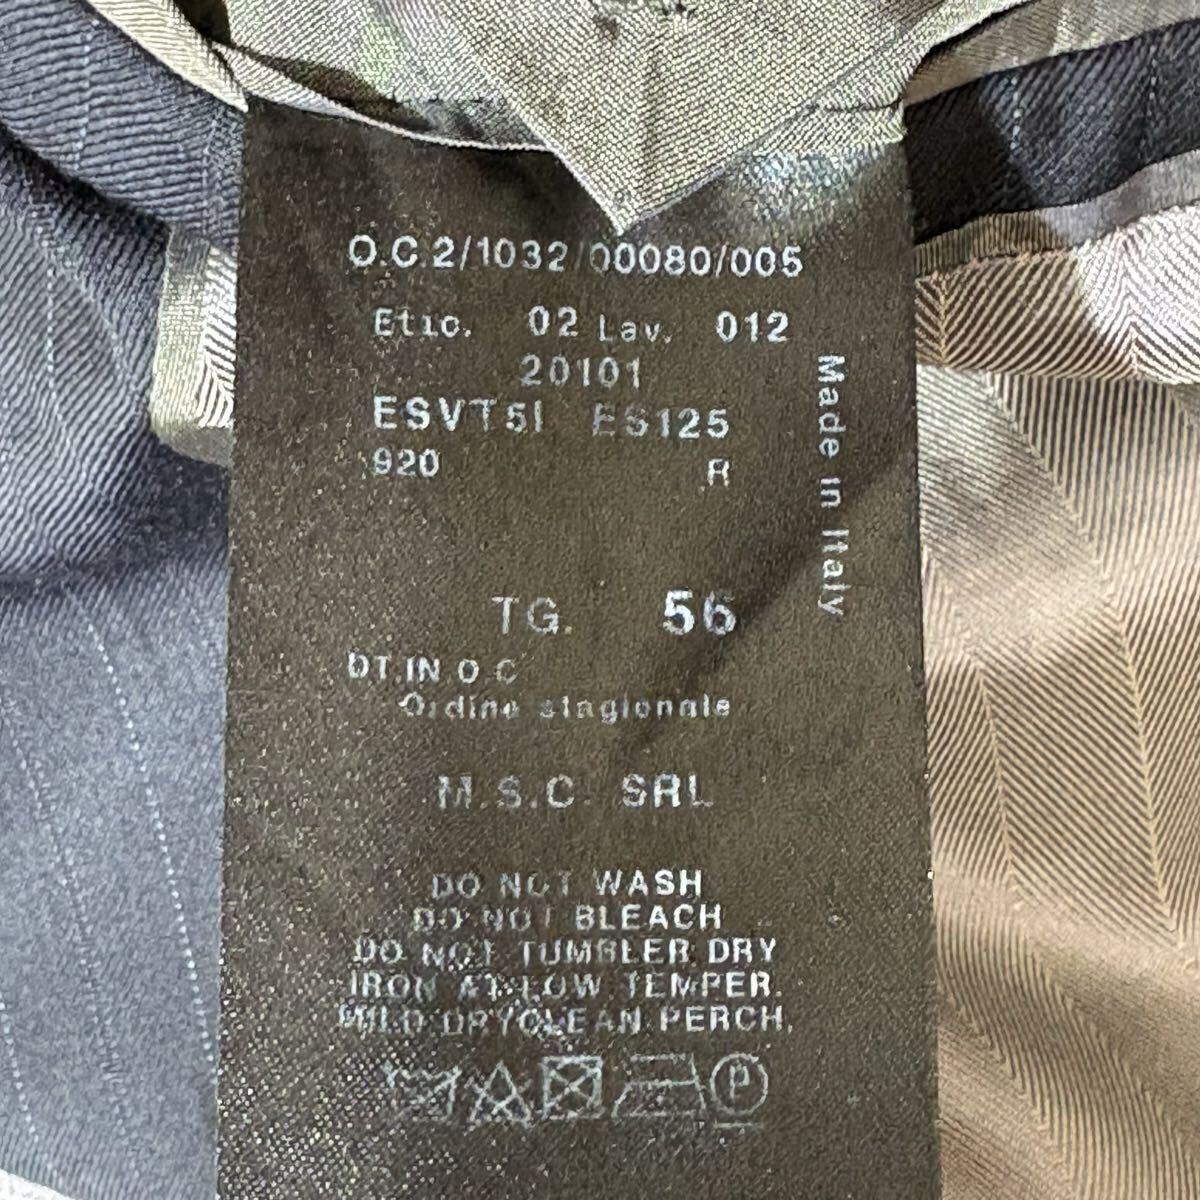 O.C.2/1032/00080/005
Etic. 02 Lav. 012
20101
ESVT5I ES125
920 R
Made in Italy
TG. 56
DT.IN O.C
Ordine stagionale
M.S.C. SRL
DO NOT WASH
DO NOT BLEACH
DO NOT TUMBLER DRY
IRON AT LOW TEMPER.
MILD DRYCLEAN PERCH.
P